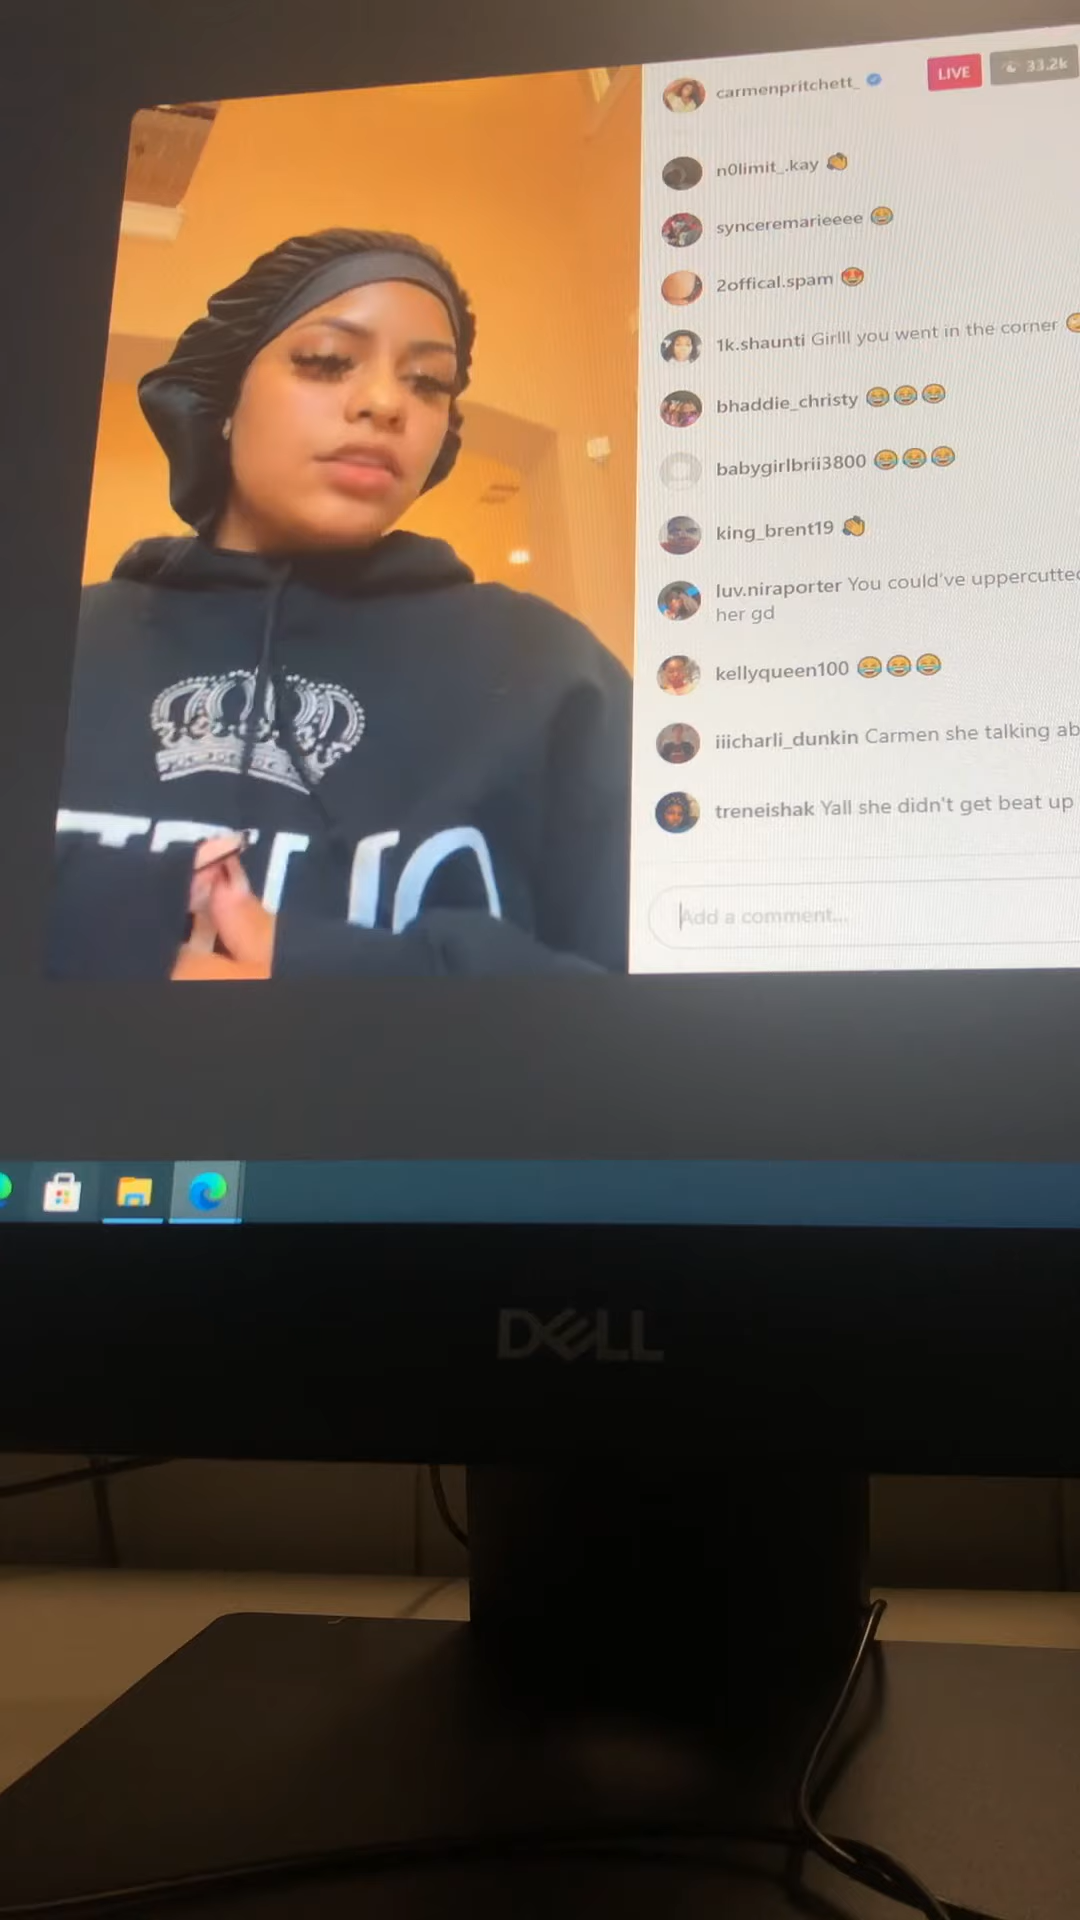 carmenpritchett_
LIVE
33.2k
n0limit_.kay 👏
synceremarieeee 😂
2offical.spam 😍
1k.shaunti Girlll you went in the corner
bhaddie_christy 😂😂😂
babygirlbrii3800 😂😂😂
king_brent19 👏
luv.niraporter You could've uppercutted
her gd
kellyqueen100 😂😂😂
iiicharli_dunkin Carmen she talking ab
treneishak Yall she didn't get beat up
Add a comment...
DELL